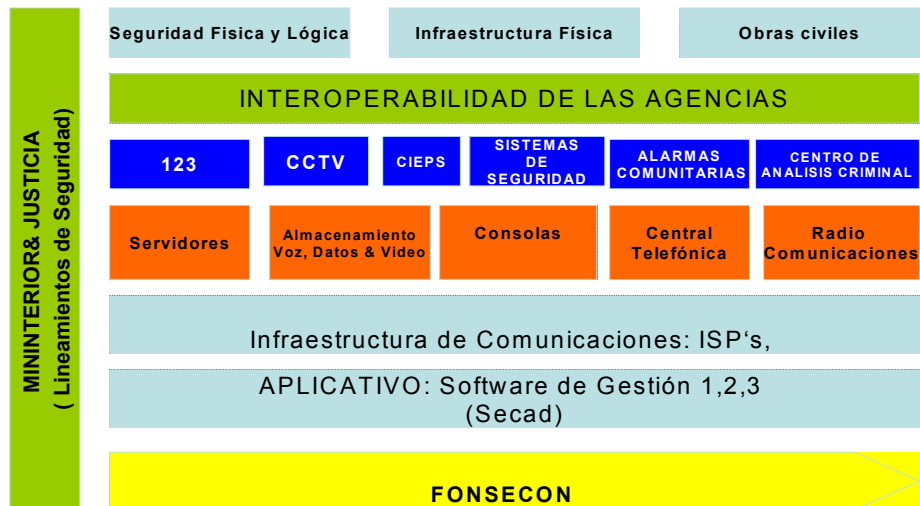 MININTERIOR& JUSTICIA
( Lineamientos de Seguridad)
Seguridad Fisica y Lógica
Infraestructura Física
Obras civiles
INTEROPERABILIDAD DE LAS AGENCIAS
123
CCTV
CIEPS
SISTEMAS
DE
SEGURIDAD
ALARMAS
COMUNITARIAS
CENTRO DE
ANALISIS CRIMINAL
Servidores
Almacenamiento
Voz, Datos & Video
Consolas
Central
Telefónica
Radio
Comunicaciones
Infraestructura de Comunicaciones: ISP‘s,
APLICATIVO: Software de Gestión 1,2,3
(Secad)
FONSECON